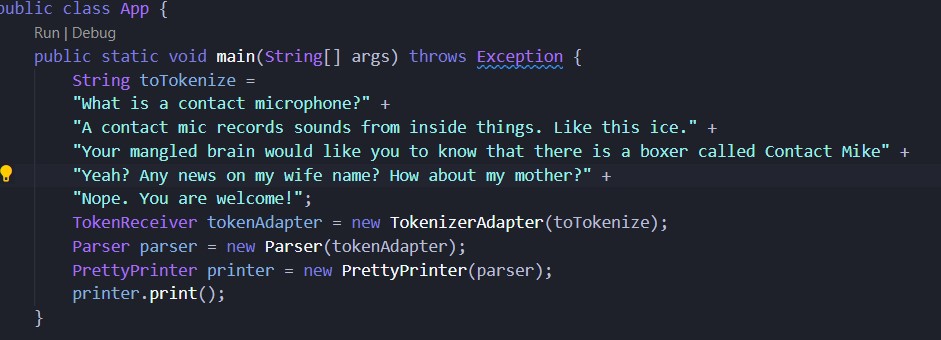 public class App {
Run | Debug
public static void main(String[] args) throws Exception {
String toTokenize =
"What is a contact microphone?" +
"A contact mic records sounds from inside things. Like this ice." +
"Your mangled brain would like you to know that there is a boxer called Contact Mike" +
"Yeah? Any news on my wife name? How about my mother?" +
"Nope. You are welcome!";
TokenReceiver tokenAdapter = new TokenizerAdapter(toTokenize);
Parser parser = new Parser(tokenAdapter);
PrettyPrinter printer = new PrettyPrinter(parser);
printer.print();
}